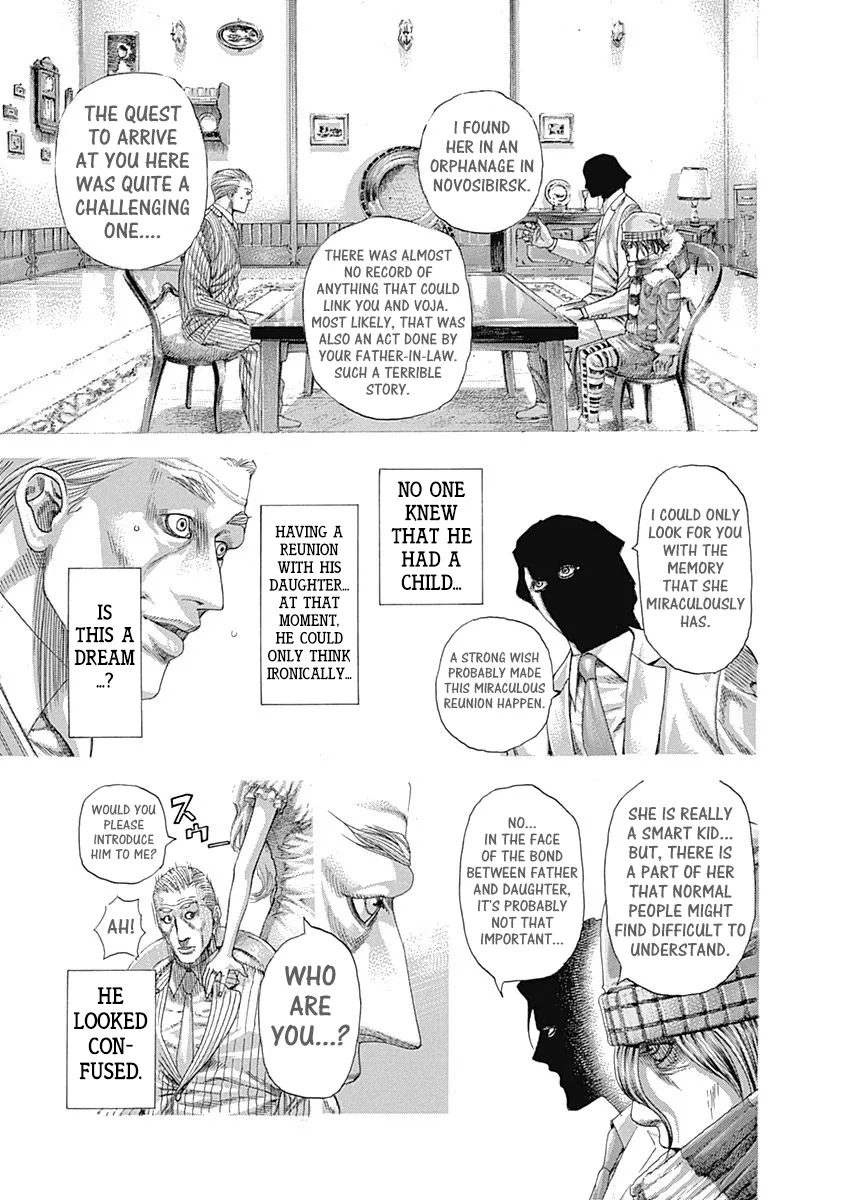 I FOUND
HER IN AN
ORPHANAGE IN
NOVOSIBIRSK.
THE QUEST
TO ARRIVE
AT YOU HERE
WAS QUITE A
CHALLENGING
ONE....
THERE WAS ALMOST
NO RECORD OF
ANYTHING THAT COULD
LINK YOU AND VOJA.
MOST LIKELY, THAT WAS
ALSO AN ACT DONE BY
YOUR FATHER-IN-LAW.
SUCH A TERRIBLE
STORY.
I COULD ONLY
LOOK FOR YOU
WITH THE
MEMORY
THAT SHE
MIRACULOUSLY
HAS.
A STRONG WISH
PROBABLY MADE
THIS MIRACULOUS
REUNION HAPPEN.
NO ONE
KNEW
THAT HE
HAD A
CHILD...
HAVING A
REUNION
WITH HIS
DAUGHTER...
AT THAT
MOMENT,
HE COULD
ONLY THINK
IRONICALLY...
IS
THIS A
DREAM
...?
SHE IS REALLY
A SMART KID...
BUT, THERE IS
A PART OF HER
THAT NORMAL
PEOPLE MIGHT
FIND DIFFICULT TO
UNDERSTAND.
NO...
IN THE FACE
OF THE BOND
BETWEEN FATHER
AND DAUGHTER,
IT'S PROBABLY
NOT THAT
IMPORTANT...
スゥー
WOULD YOU
PLEASE
INTRODUCE
HIM TO ME?
AH!
WHO
ARE
YOU...?
HE
LOOKED
CON-
FUSED.